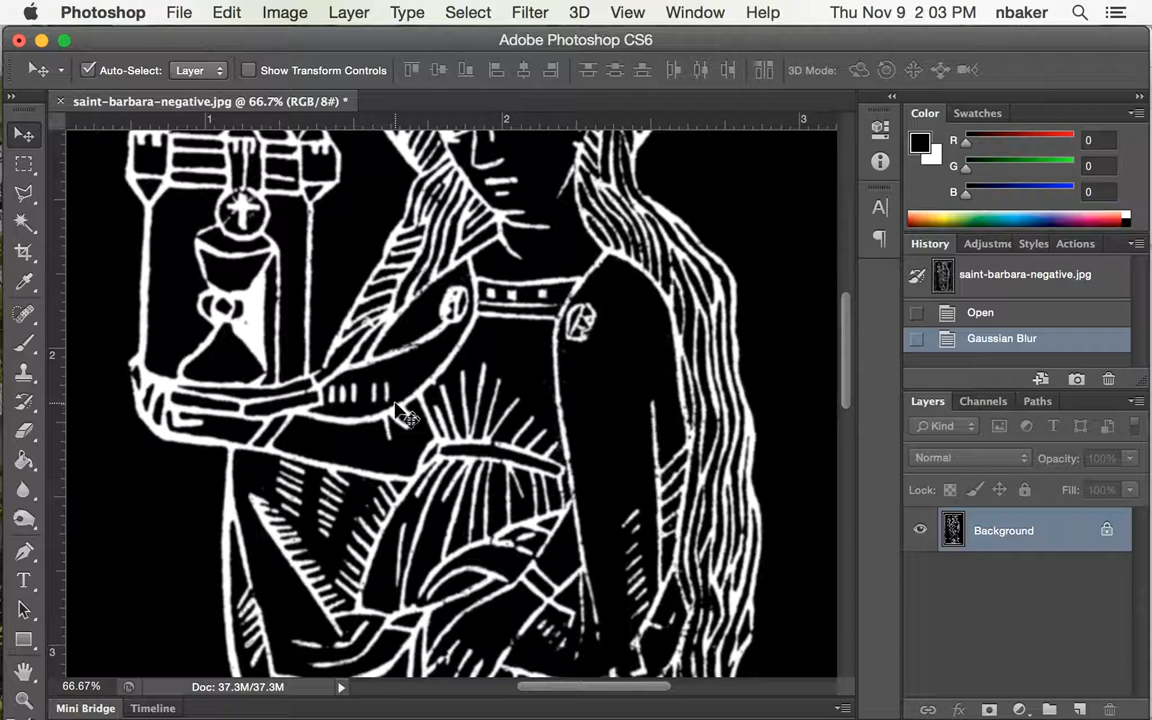 Photoshop File Edit Image Layer Type Select Filter 3D View Window Help Thu Nov 9 2:03 PM nbaker
Adobe Photoshop CS6
Auto-Select: Layer Show Transform Controls 3D Mode:
saint-barbara-negative.jpg @ 66.7% (RGB/8#) *
1 2 3
2
3
Color Swatches
R 0
G 0
B 0
History Adjustme Styles Actions
saint-barbara-negative.jpg
Open
Gaussian Blur
Layers Channels Paths
Kind
Normal Opacity: 100%
Lock: Fill: 100%
Background
66.67% Doc: 37.3M/37.3M
Mini Bridge Timeline